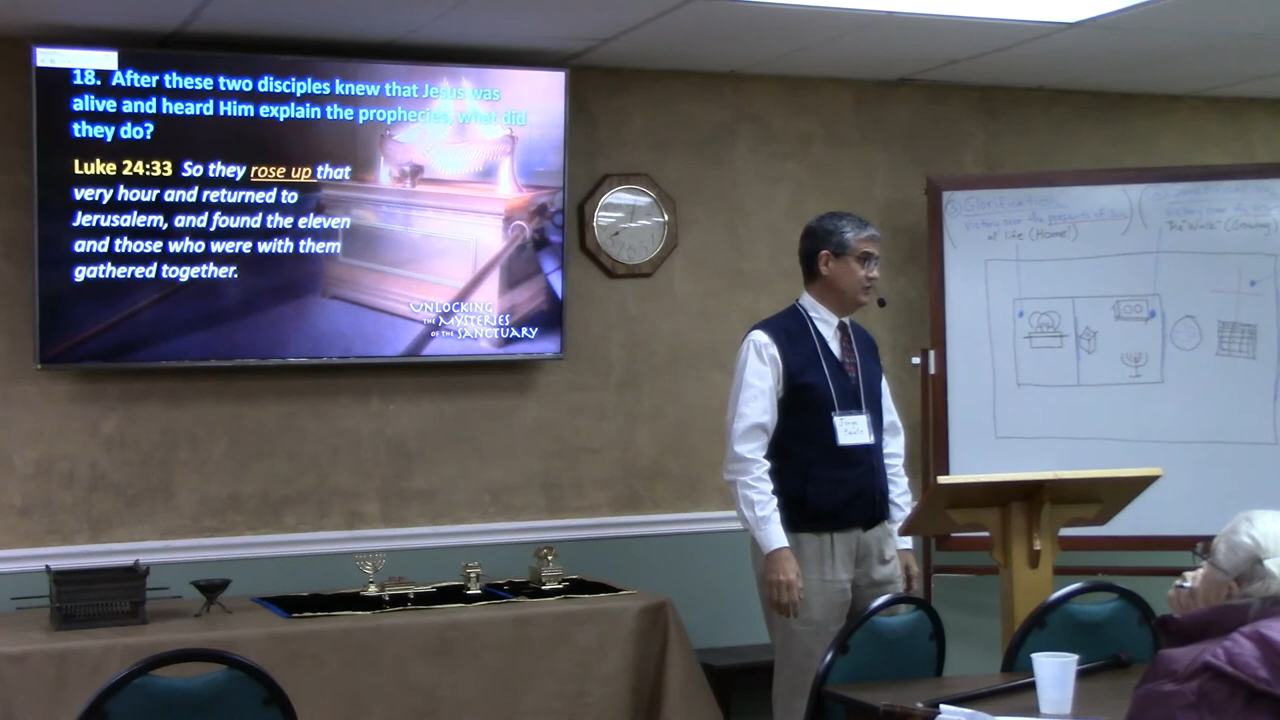 18. After these two disciples knew that Jesus was
alive and heard Him explain the prophecies, what did
they do?
Luke 24:33 So they rose up that
very hour and returned to
Jerusalem, and found the eleven
and those who were with them
gathered together.
UNLOCKING
THE MYSTERIES
OF THE SANCTUARY
③ Glorification
Victory over the presents of sin
at life (Home)
victory over the
The "Walk" (Growing)